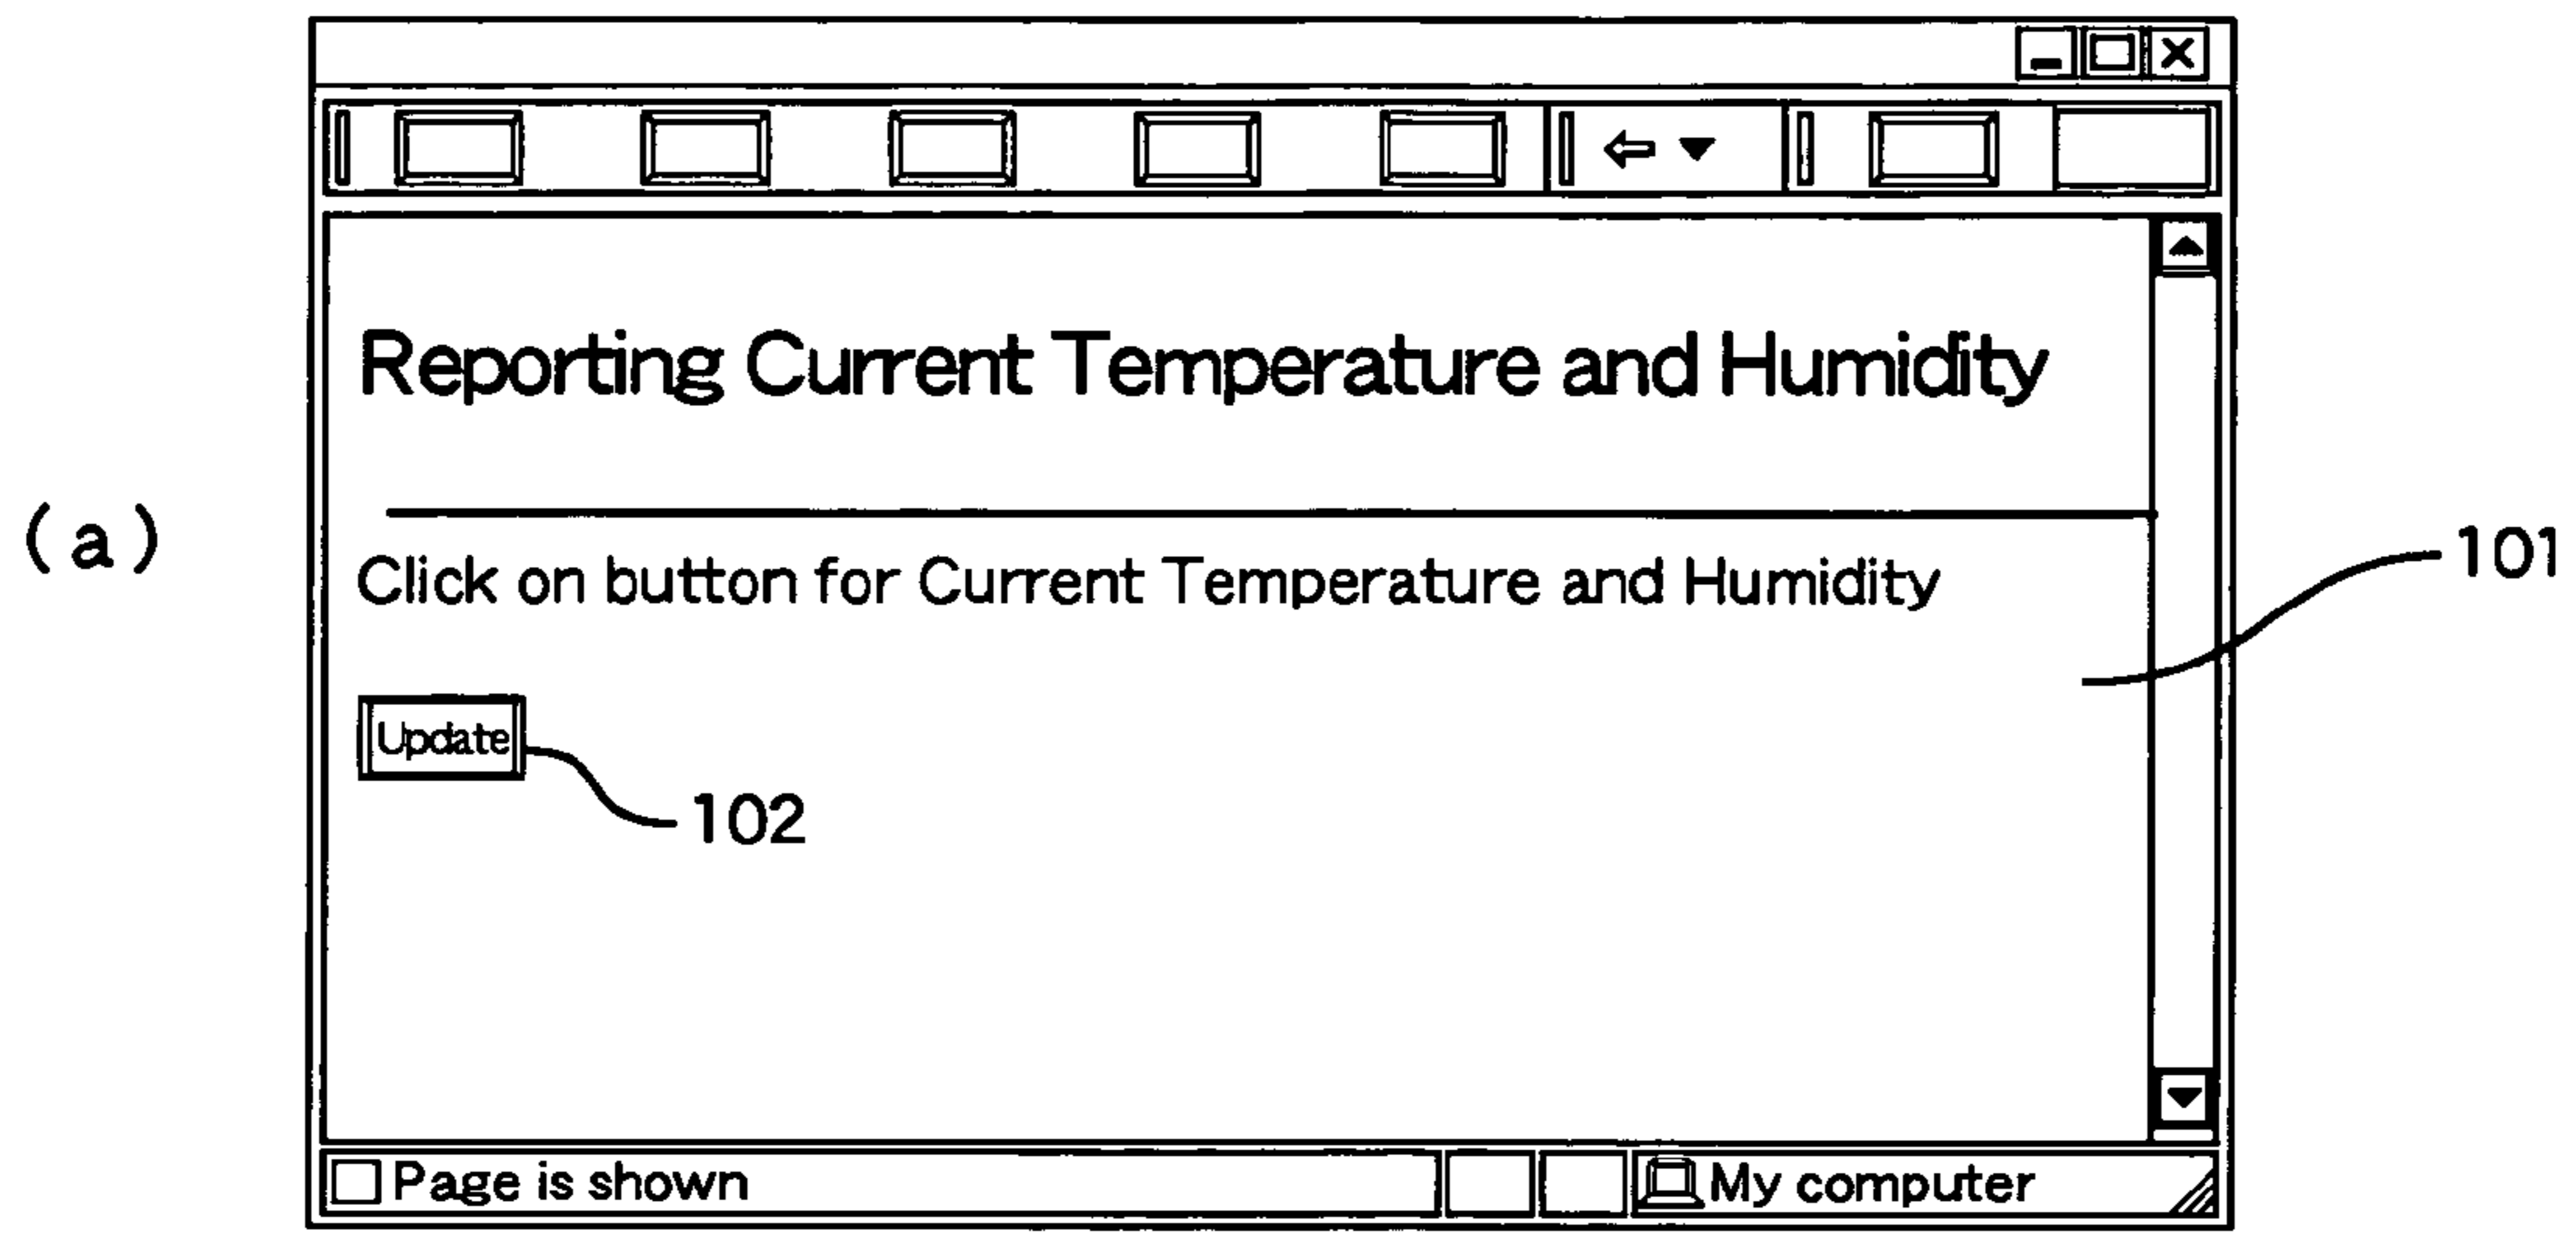 Reporting Current Temperature and Humidity
(a)
Click on button for Current Temperature and Humidity
101
Update
102
Page is shown
My computer